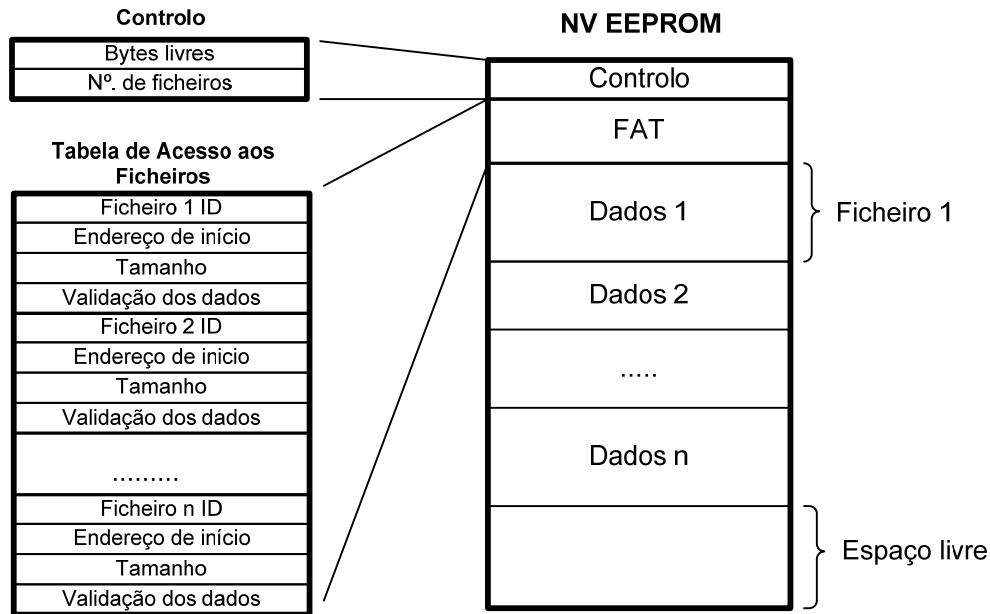 Controlo
Bytes livres
Nº. de ficheiros
Tabela de Acesso aos
Ficheiros
Ficheiro 1 ID
Endereço de início
Tamanho
Validação dos dados
Ficheiro 2 ID
Endereço de inicio
Tamanho
Validação dos dados
.........
Ficheiro n ID
Endereço de início
Tamanho
Validação dos dados
NV EEPROM
Controlo
FAT
Dados 1
Ficheiro 1
Dados 2
.....
Dados n
Espaço livre